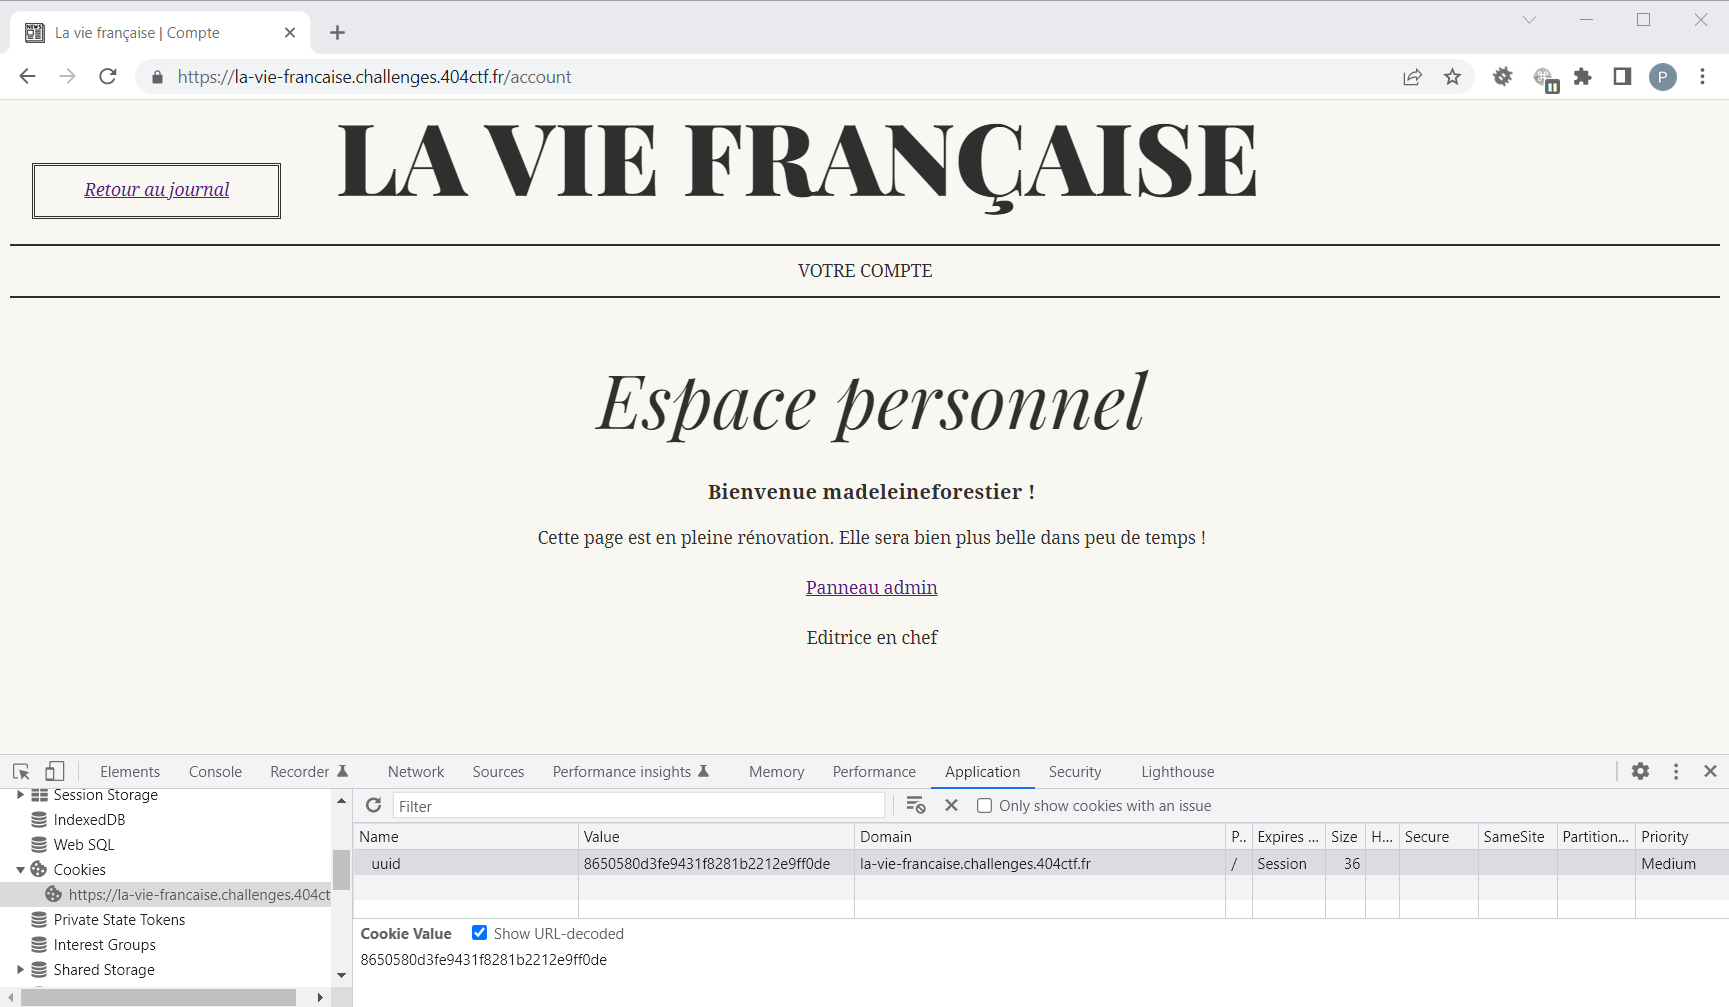 La vie française | Compte
https://la-vie-francaise.challenges.404ctf.fr/account
P
LA VIE FRANÇAISE
Retour au journal
VOTRE COMPTE
Espace personnel
Bienvenue madeleineforestier !
Cette page est en pleine rénovation. Elle sera bien plus belle dans peu de temps !
Panneau admin
Editrice en chef
Elements Console Recorder Network Sources Performance insights Memory Performance Application Security Lighthouse
Session Storage
IndexedDB
Web SQL
Cookies
https://la-vie-francaise.challenges.404ct
Private State Tokens
Interest Groups
Shared Storage
Filter
Only show cookies with an issue
Name Value Domain P.. Expires ... Size H... Secure SameSite Partition... Priority
uuid 8650580d3fe9431f8281b2212e9ff0de la-vie-francaise.challenges.404ctf.fr / Session 36 Medium
Cookie Value Show URL-decoded
8650580d3fe9431f8281b2212e9ff0de